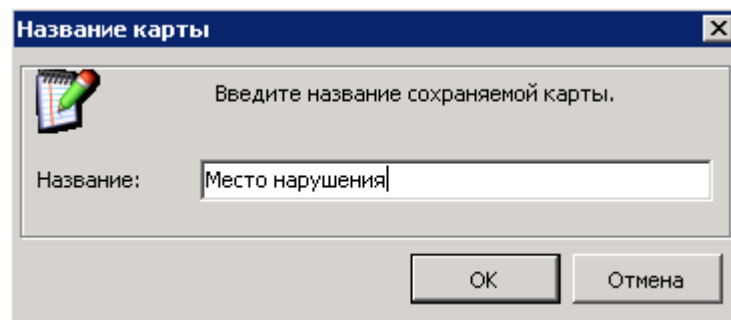 Название карты
Введите название сохраняемой карты.
Название: Место нарушения
OK Отмена